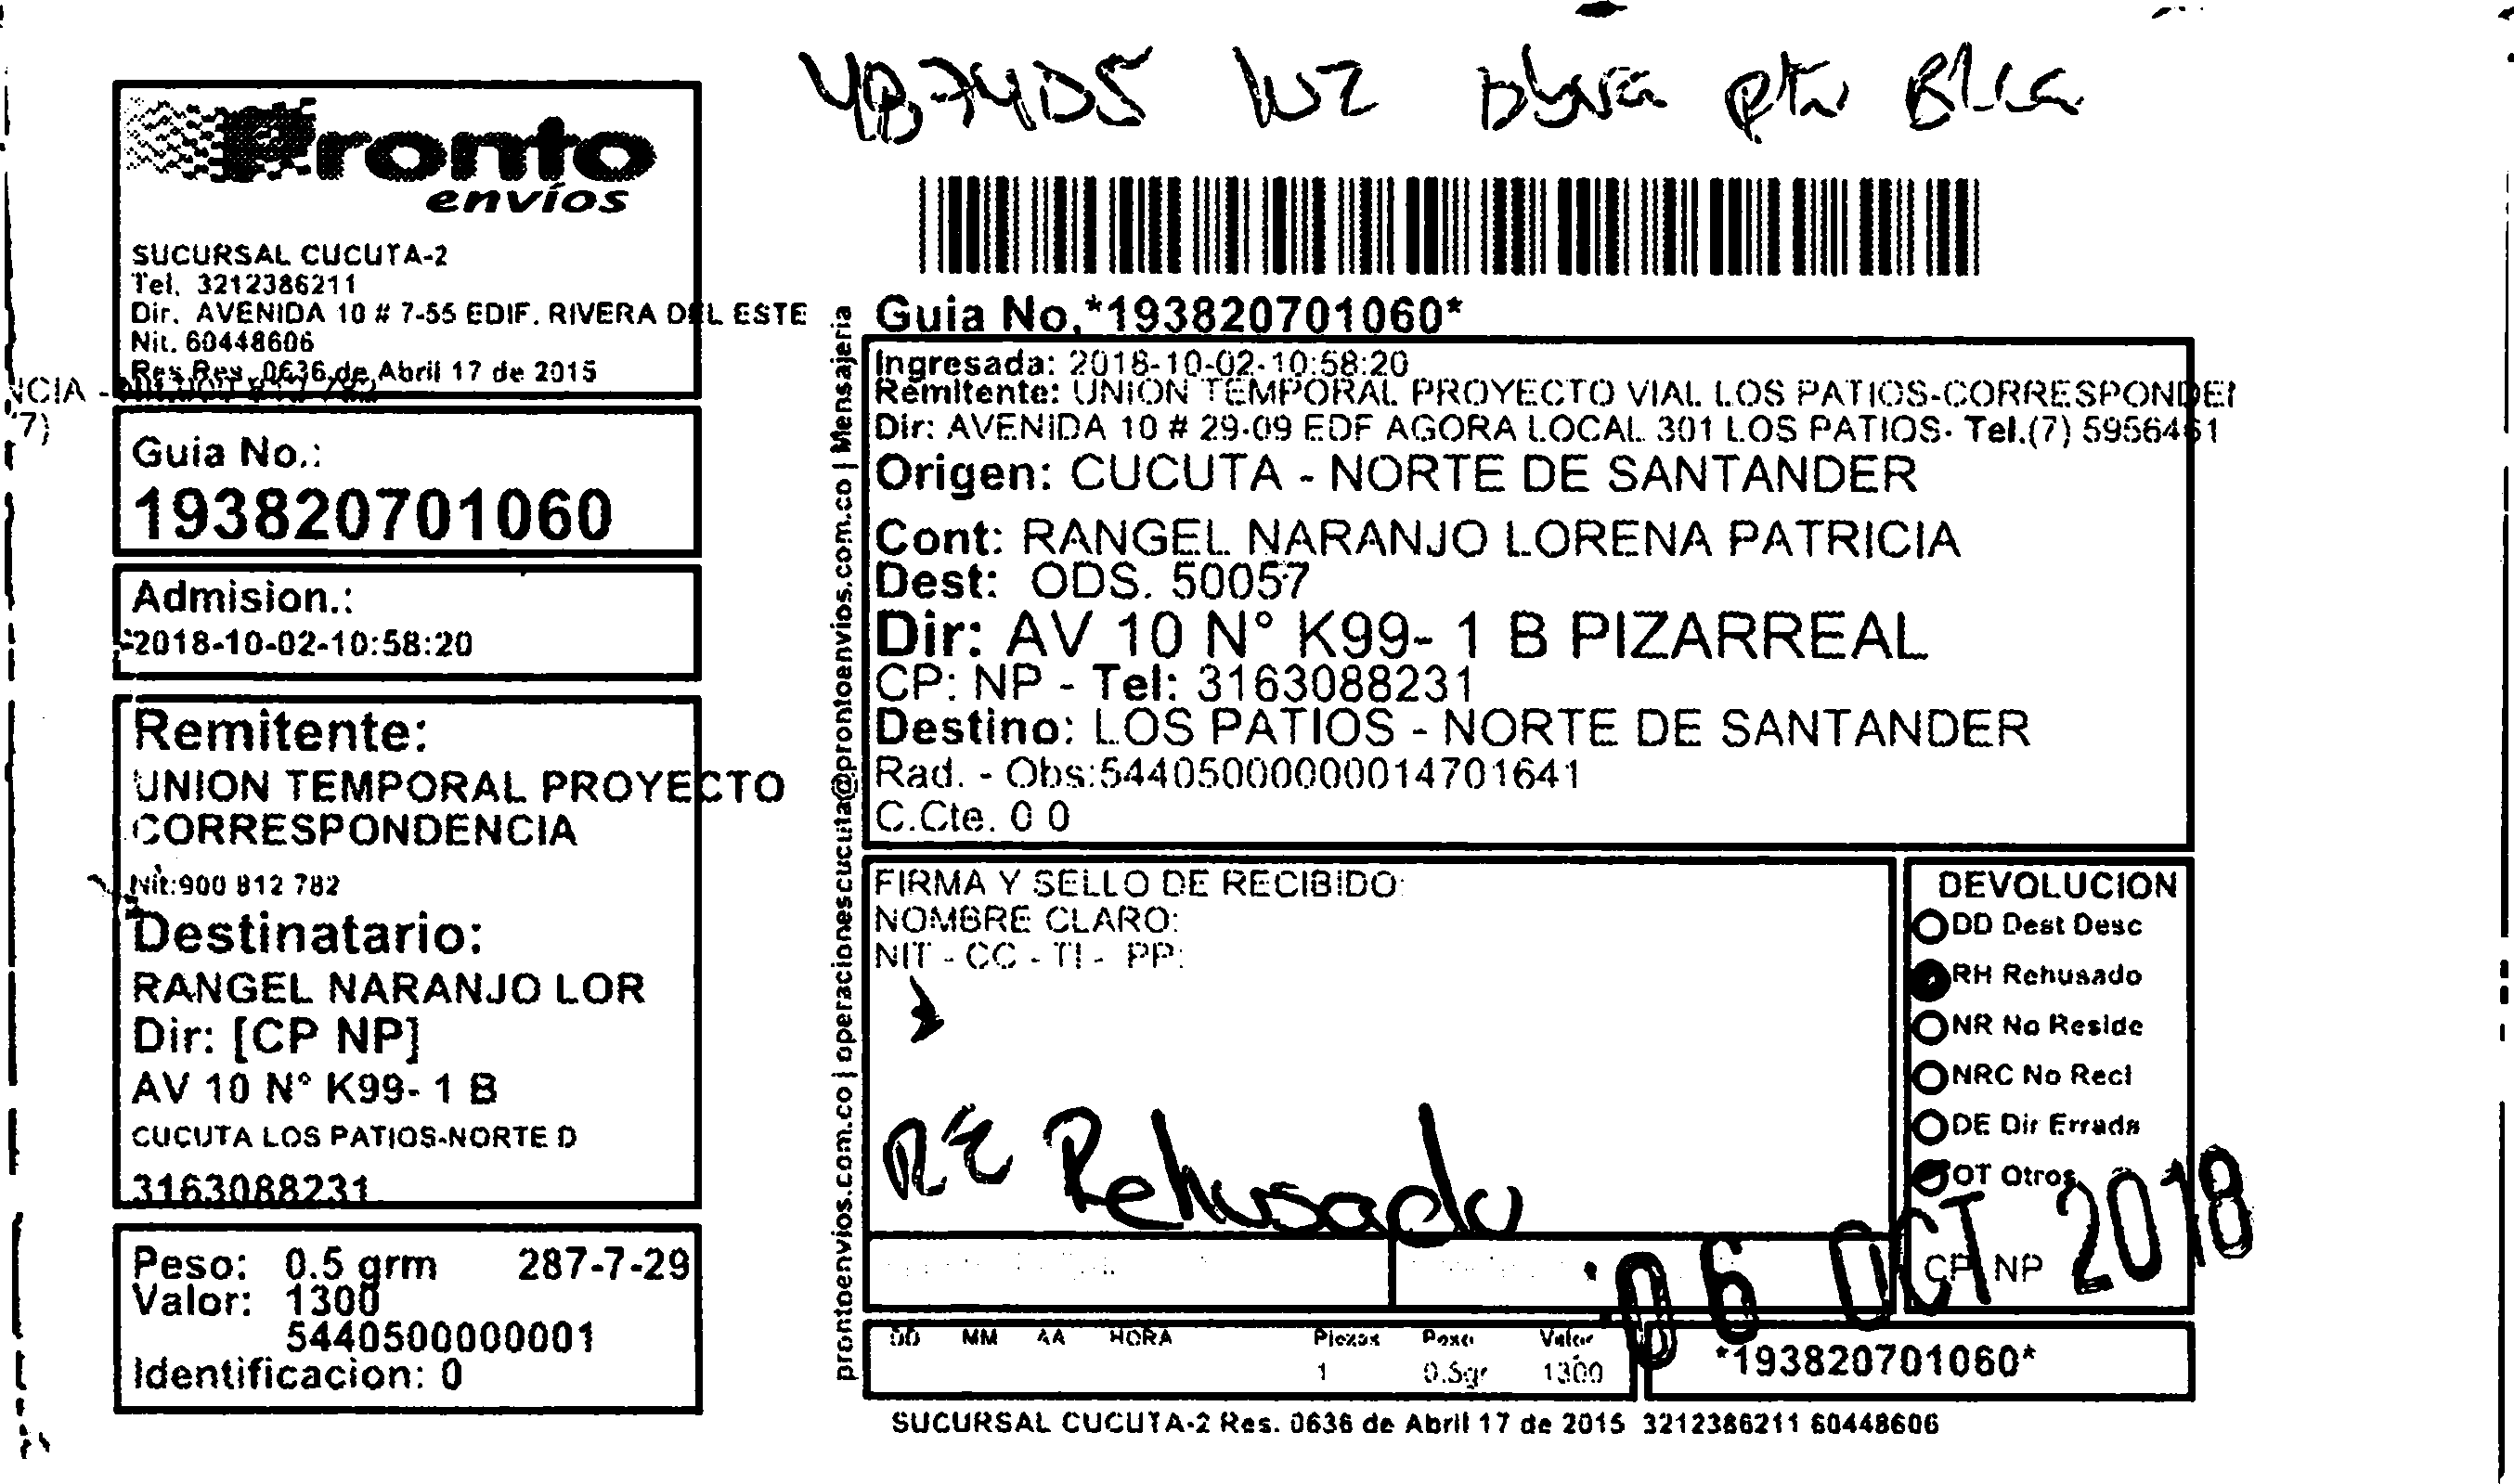 Pronto
envíos
SUCURSAL CUCUTA-2
Tel. 3212386211
Dir. AVENIDA 10 # 7-55 EDIF. RIVERA DEL ESTE
Nit. 60448606
Res Res. 0636 de Abril 17 de 2015
NCIA -
7)
Guia No.:
193820701060
Admision.:
2018-10-02-10:58:20
Remitente:
UNION TEMPORAL PROYECTO
CORRESPONDENCIA
Nit:900 812 782
Destinatario:
RANGEL NARANJO LOR
Dir: [CP NP]
AV 10 N° K99- 1 B
CUCUTA LOS PATIOS-NORTE D
3163088231
Peso: 0.5 grm 287-7-29
Valor: 1300
5440500000001
Identificacion: 0
prontoenvios.com.co | operacionescucuta@prontoenvios.com.co | Mensajeria
Guia No.*193820701060*
Ingresada: 2018-10-02-10:58:20
Remitente: UNION TEMPORAL PROYECTO VIAL LOS PATIOS-CORRESPONDEN
Dir: AVENIDA 10 # 29-09 EDF AGORA LOCAL 301 LOS PATIOS- Tel.(7) 5956461
Origen: CUCUTA - NORTE DE SANTANDER
Cont: RANGEL NARANJO LORENA PATRICIA
Dest: ODS. 50057
Dir: AV 10 N° K99- 1 B PIZARREAL
CP: NP - Tel: 3163088231
Destino: LOS PATIOS - NORTE DE SANTANDER
Rad. - Obs:544050000000014701641
C.Cte. 0 0
FIRMA Y SELLO DE RECIBIDO:
NOMBRE CLARO:
NIT - CC - TI - PP:
Rehusado
DEVOLUCION
DD Dest Desc
RH Rehusado
NR No Reside
NRC No Recl
DE Dir Errada
OT Otros
CP: NP
06 OCT 2018
DD MM AA HORA Piezas Peso Valor
1 0.5gr 1300
*193820701060*
SUCURSAL CUCUTA-2 Res. 0636 de Abril 17 de 2015 3212386211 60448606